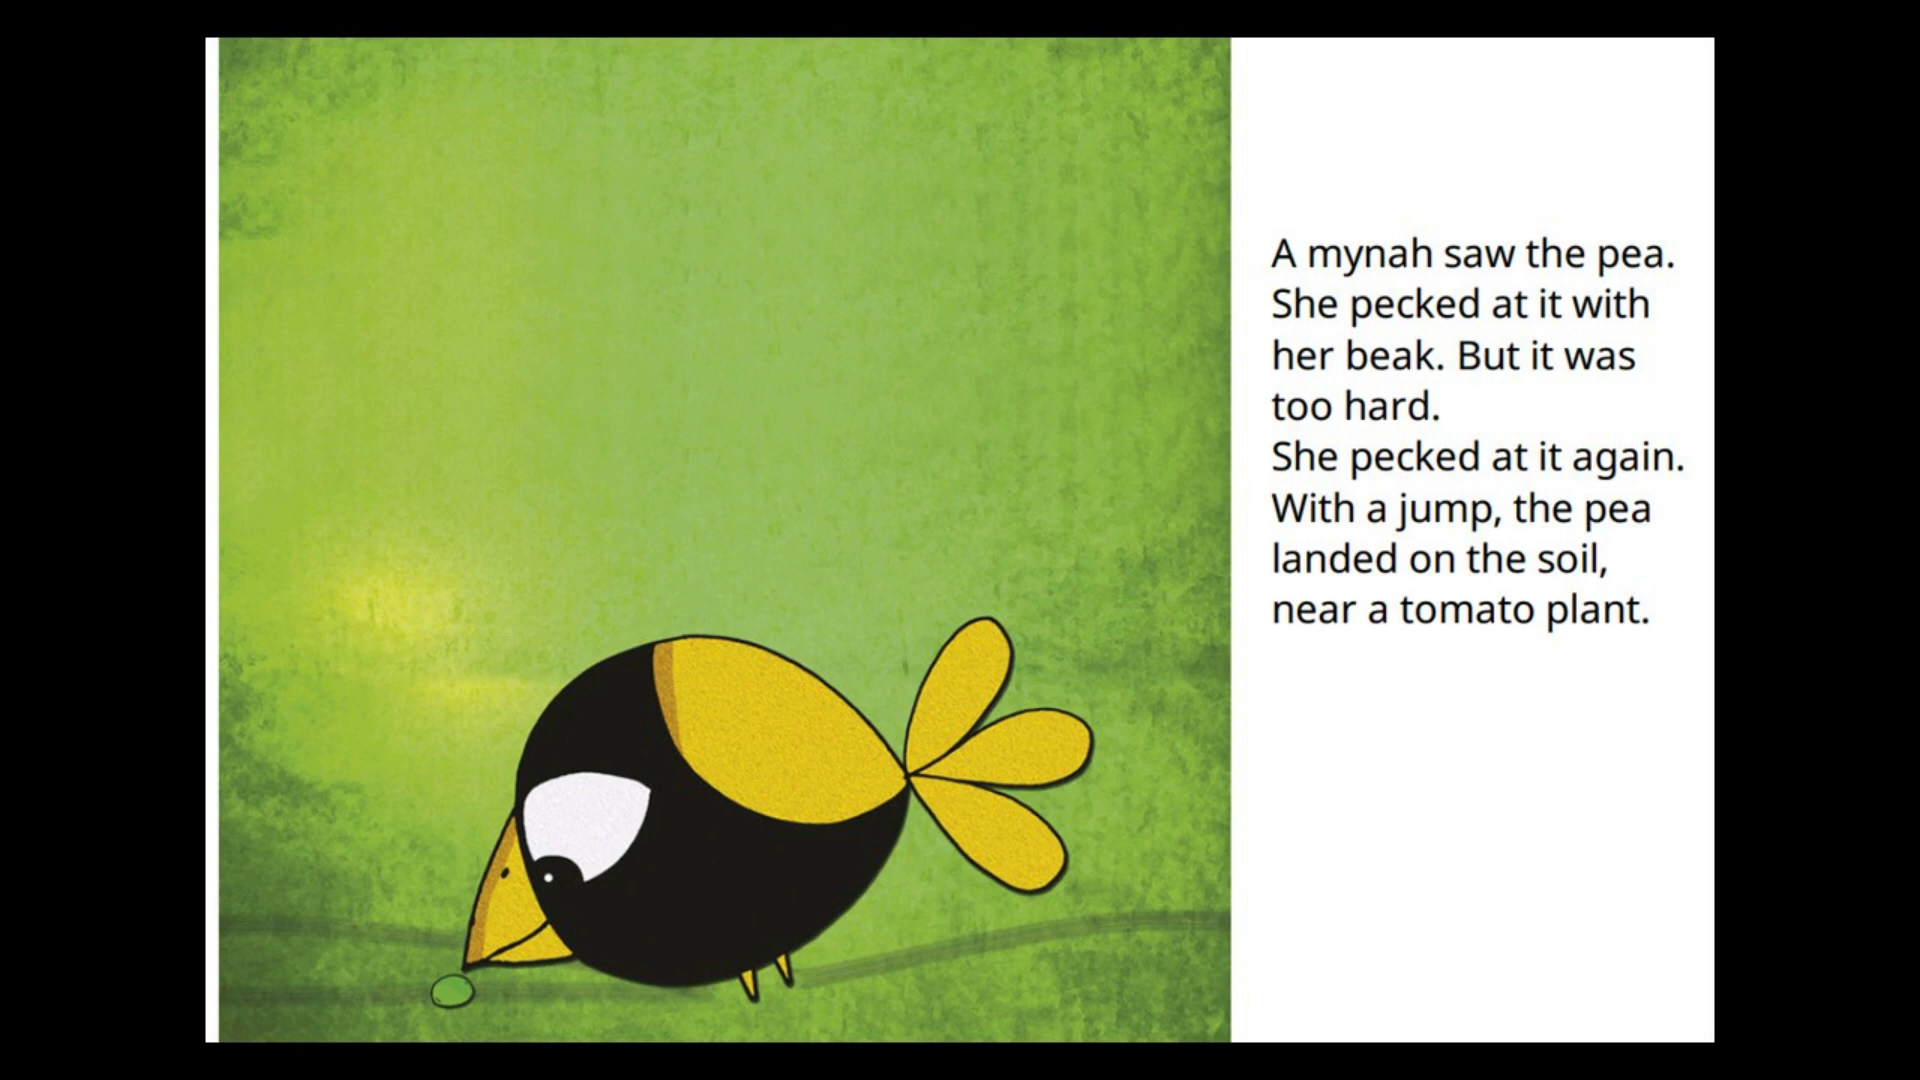 A mynah saw the pea.
She pecked at it with
her beak. But it was
too hard.
She pecked at it again.
With a jump, the pea
landed on the soil,
near a tomato plant.